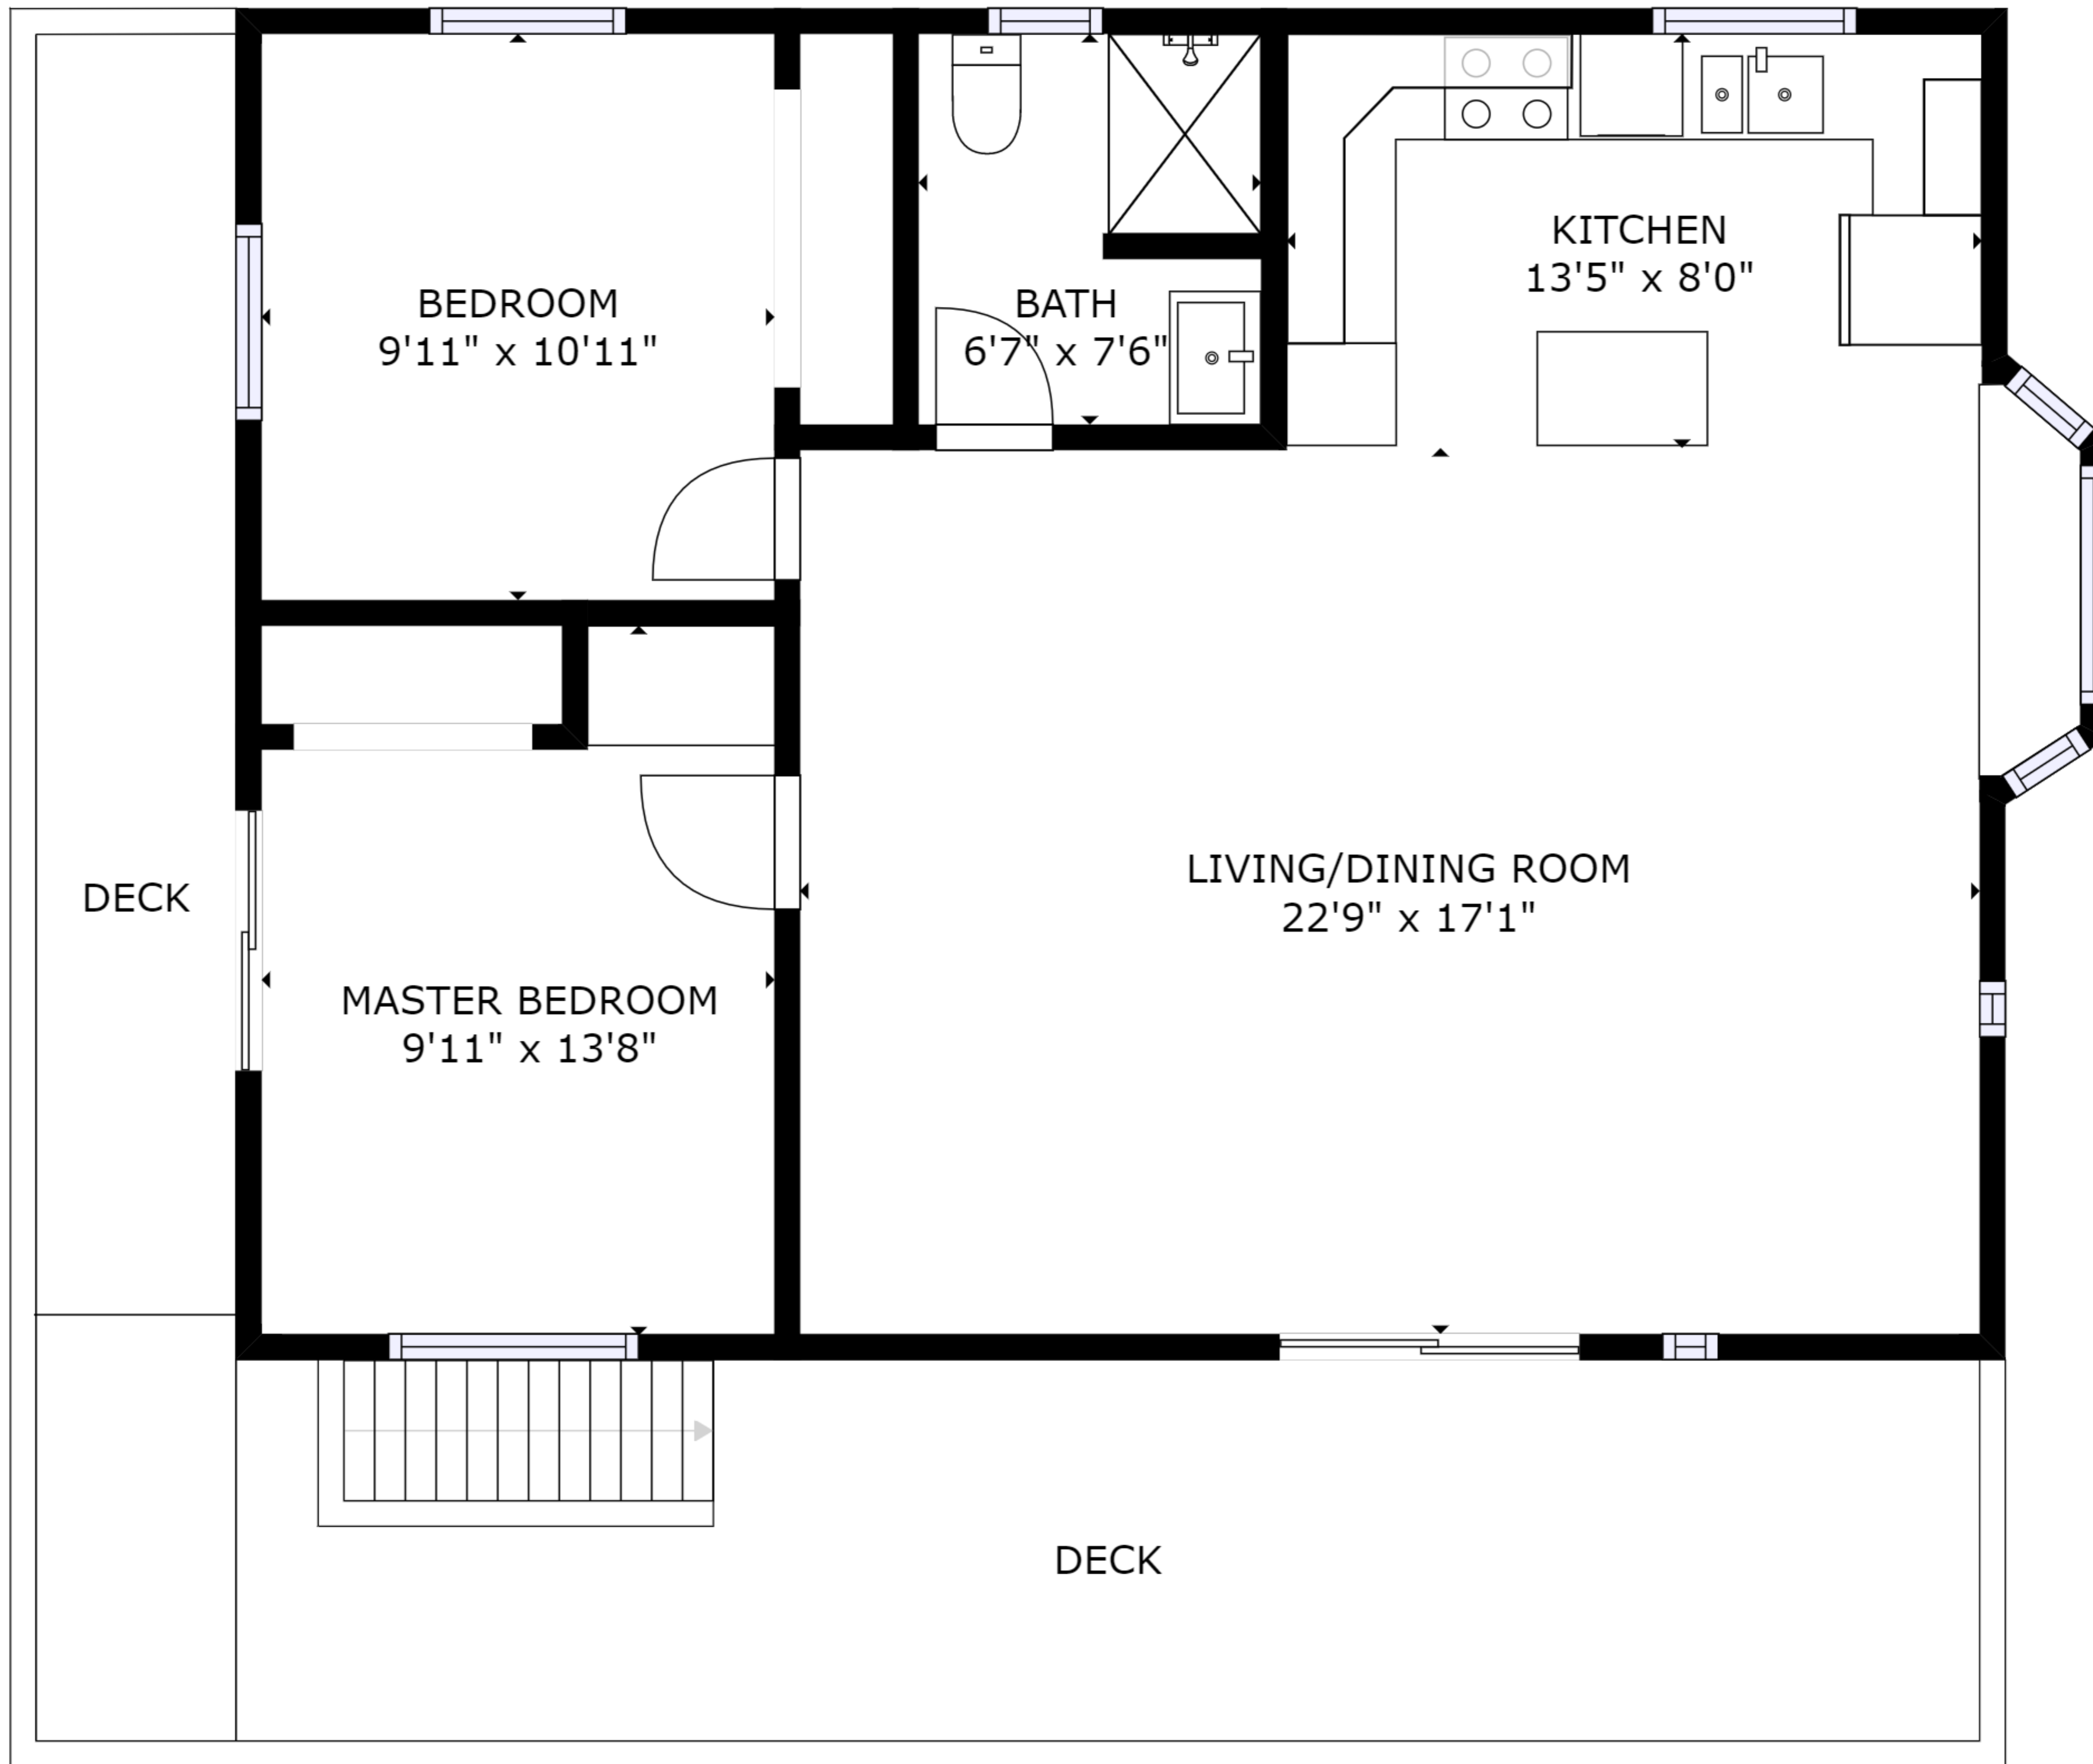 KITCHEN
13'5" x 8'0"
BEDROOM
9'11" x 10'11"
BATH
6'7" x 7'6"
LIVING/DINING ROOM
22'9" x 17'1"
DECK
MASTER BEDROOM
9'11" x 13'8"
DECK